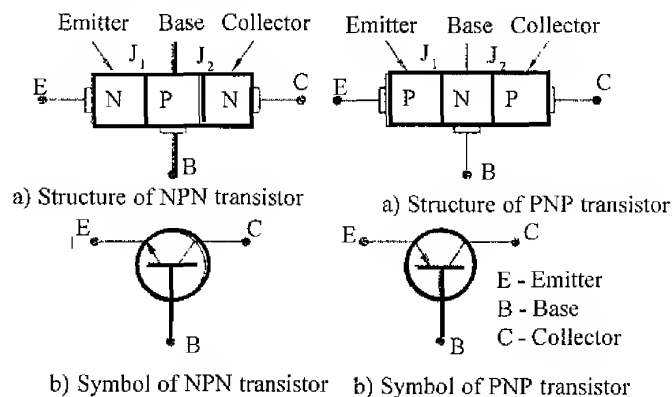 Emitter Base Collector
J1 J2
E N P N C
B
a) Structure of NPN transistor
Emitter Base Collector
J1 J2
E P N P C
B
a) Structure of PNP transistor
E C
B
b) Symbol of NPN transistor
E C
B
E - Emitter
B - Base
C - Collector
b) Symbol of PNP transistor